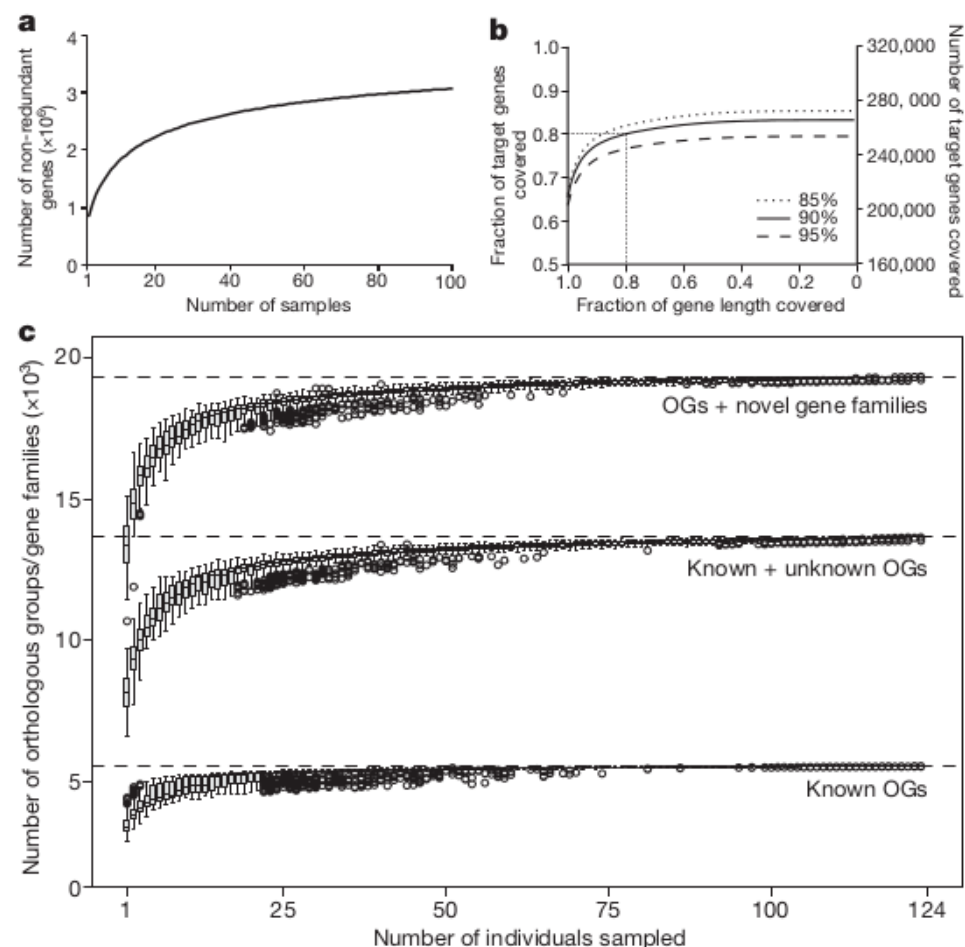 a
Number of non-redundant
genes (×10⁶)
4
3
2
1
0
1 20 40 60 80 100
Number of samples
b
Fraction of target genes
covered
1.0
0.9
0.8
0.7
0.6
0.5
85%
90%
95%
320,000
280, 000
240,000
200,000
160,000
Number of target genes covered
1.0 0.8 0.6 0.4 0.2 0
Fraction of gene length covered
c
Number of orthologous groups/gene families (×10³)
20
15
10
5
0
OGs + novel gene families
Known + unknown OGs
Known OGs
1 25 50 75 100 124
Number of individuals sampled